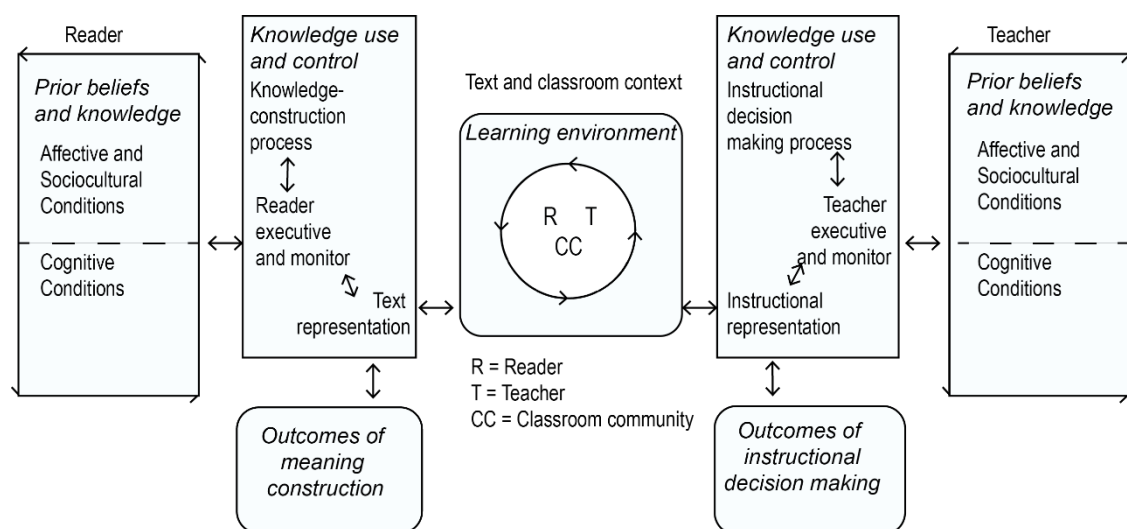 Reader
Prior beliefs
and knowledge
Affective and
Sociocultural
Conditions
Cognitive
Conditions
Knowledge use
and control
Knowledge-
construction
process
Reader
executive
and monitor
Text
representation
Outcomes of
meaning
construction
Text and classroom context
Learning environment
R T
CC
R = Reader
T = Teacher
CC = Classroom community
Knowledge use
and control
Instructional
decision
making process
Teacher
executive
and monitor
Instructional
representation
Outcomes of
instructional
decision making
Teacher
Prior beliefs
and knowledge
Affective and
Sociocultural
Conditions
Cognitive
Conditions